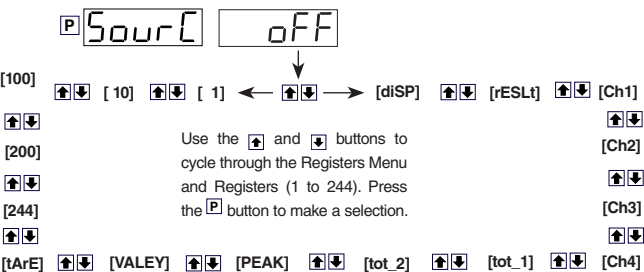 P SourC oFF
[100] [ 10] [ 1] [diSP] [rESLt] [Ch1]
[200] [Ch2]
[244] [Ch3]
Use the and buttons to
cycle through the Registers Menu
and Registers (1 to 244). Press
the P button to make a selection.
[tArE] [VALEY] [PEAK] [tot_2] [tot_1] [Ch4]